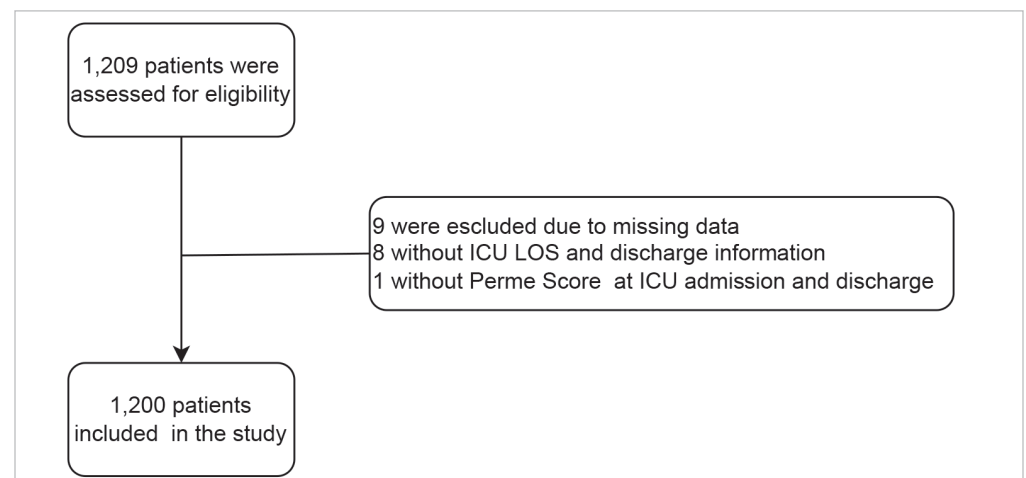 1,209 patients were
assessed for eligibility
9 were escluded due to missing data
8 without ICU LOS and discharge information
1 without Perme Score  at ICU admission and discharge
1,200 patients
included  in the study